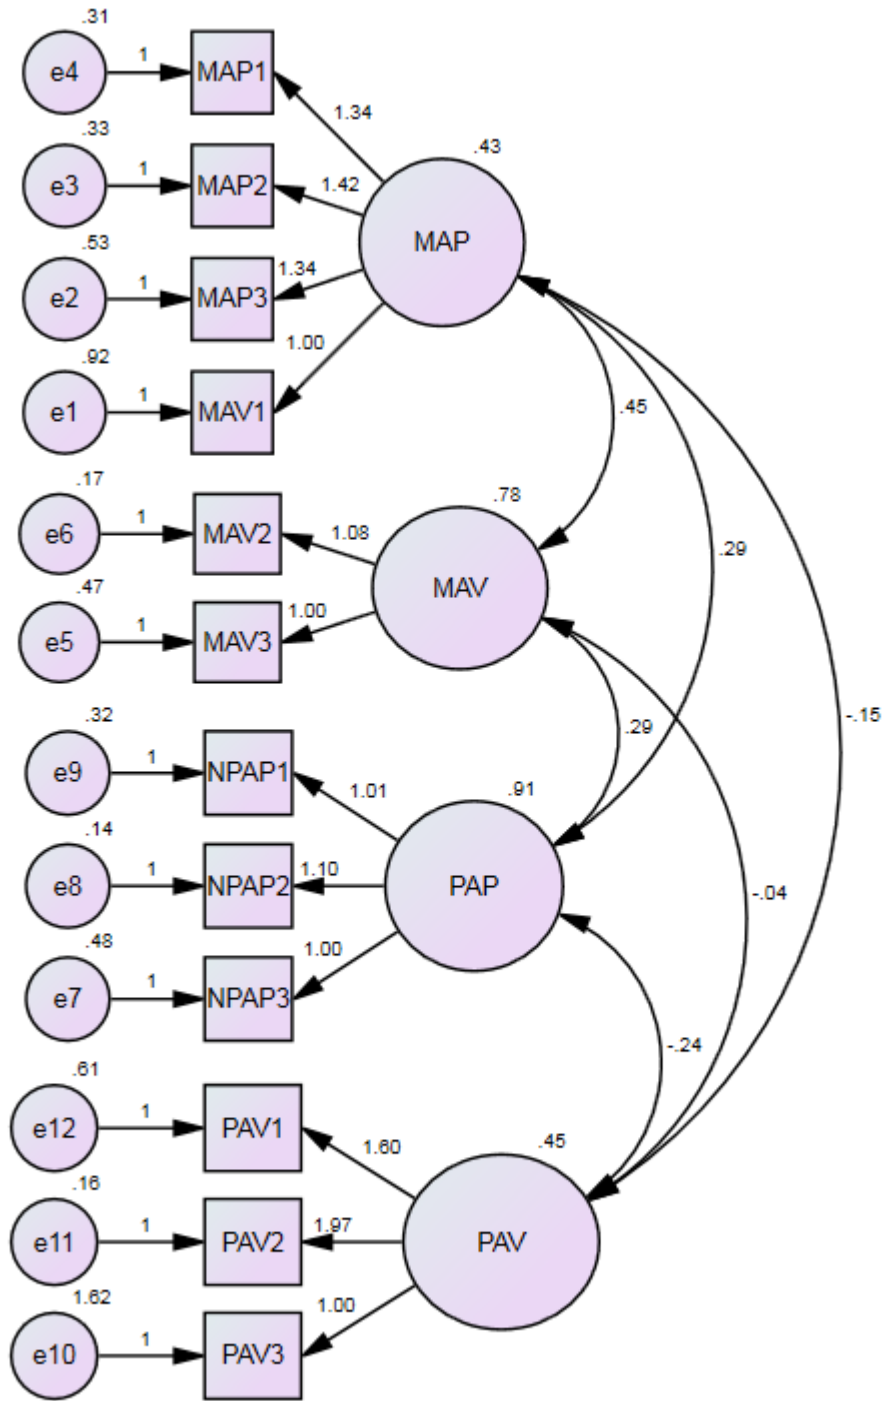 .31
e4 1 MAP1
1.34
.33
.43
e3 1 MAP2
1.42
MAP
.53
e2 1 MAP3
1.34
1.00
.92
e1 1 MAV1
.45
.17
.78
e6 1 MAV2
1.08
.29
MAV
.47
e5 1 MAV3
1.00
.32
-.15
.29
e9 1 NPAP1
1.01
.91
.14
e8 1 NPAP2
1.10
PAP
-.04
.48
e7 1 NPAP3
1.00
-.24
.61
e12 1 PAV1
1.60
.45
.16
e11 1 PAV2
1.97
PAV
1.62
e10 1 PAV3
1.00